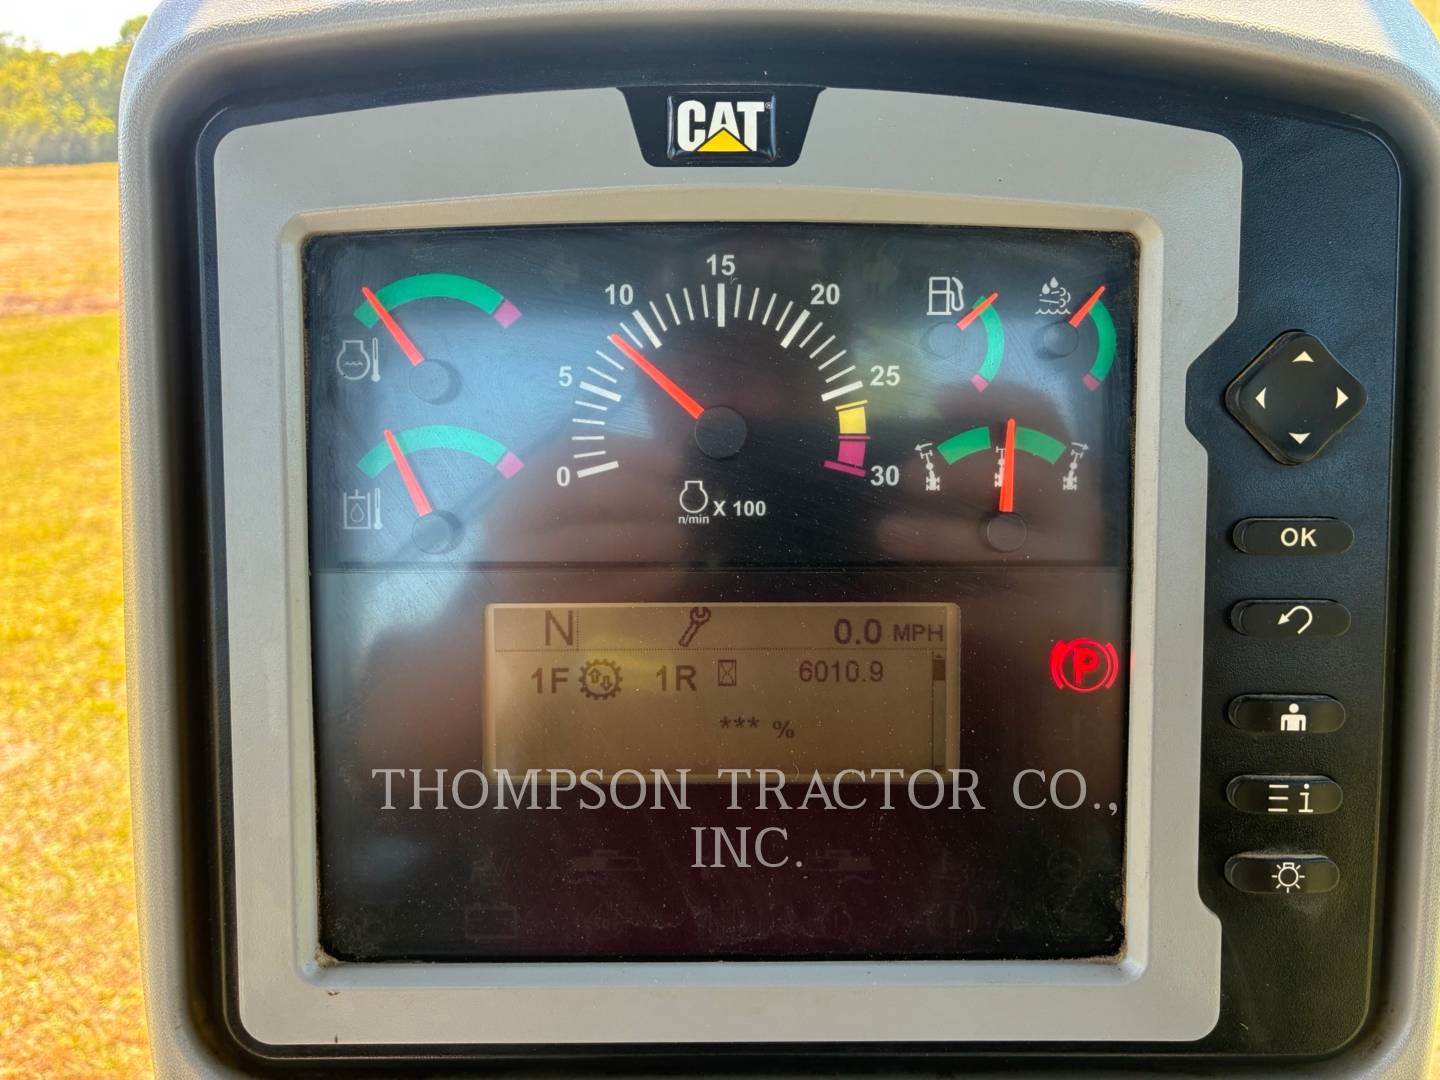 CAT
15
10
20
5
25
0
30
n/min X 100
N 0.0 MPH
1F 1R 6010.9
*** %
P
OK
i
THOMPSON TRACTOR CO.,
INC.